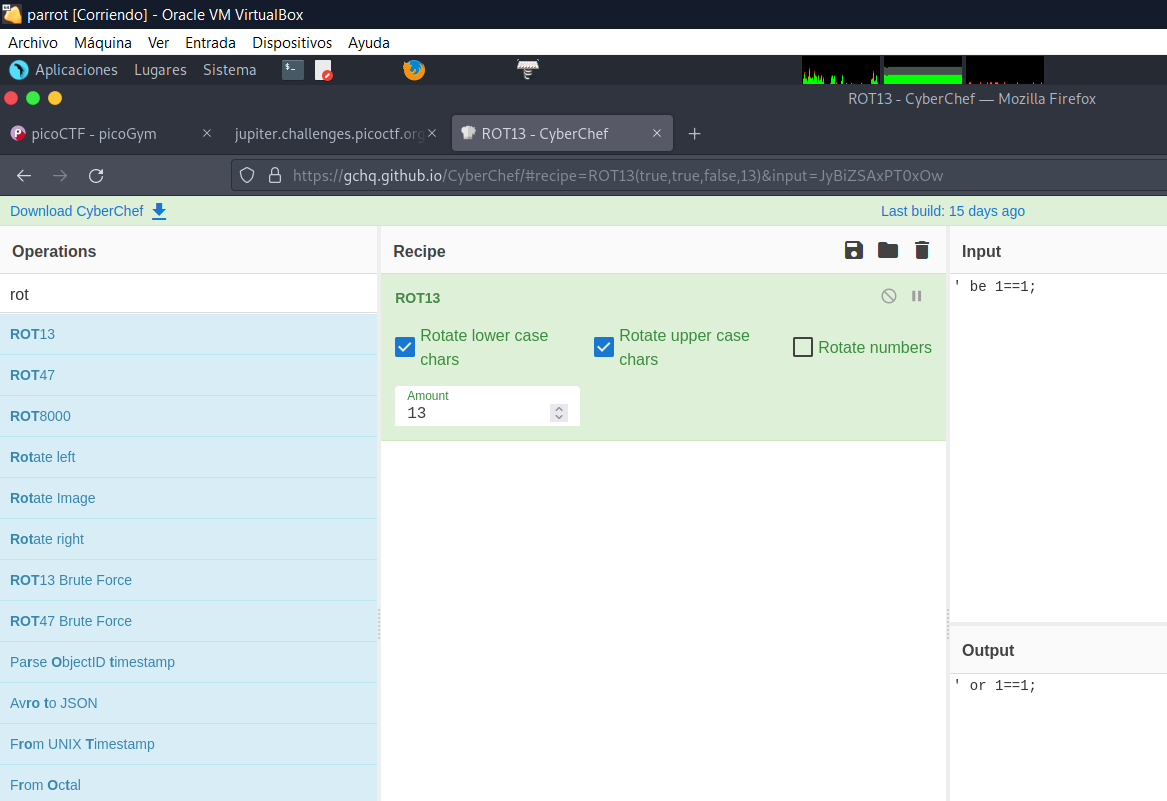 parrot [Corriendo] - Oracle VM VirtualBox
Archivo Máquina Ver Entrada Dispositivos Ayuda
Aplicaciones Lugares Sistema
ROT13 - CyberChef — Mozilla Firefox
picoCTF - picoGym jupiter.challenges.picoctf.org ROT13 - CyberChef
https://gchq.github.io/CyberChef/#recipe=ROT13(true,true,false,13)&input=JyBiZSAxPT0xOw
Download CyberChef Last build: 15 days ago
Operations
rot
ROT13
ROT47
ROT8000
Rotate left
Rotate Image
Rotate right
ROT13 Brute Force
ROT47 Brute Force
Parse ObjectID timestamp
Avro to JSON
From UNIX Timestamp
From Octal
Recipe
ROT13
Rotate lower case
chars
Rotate upper case
chars
Rotate numbers
Amount
13
Input
' be 1==1;
Output
' or 1==1;